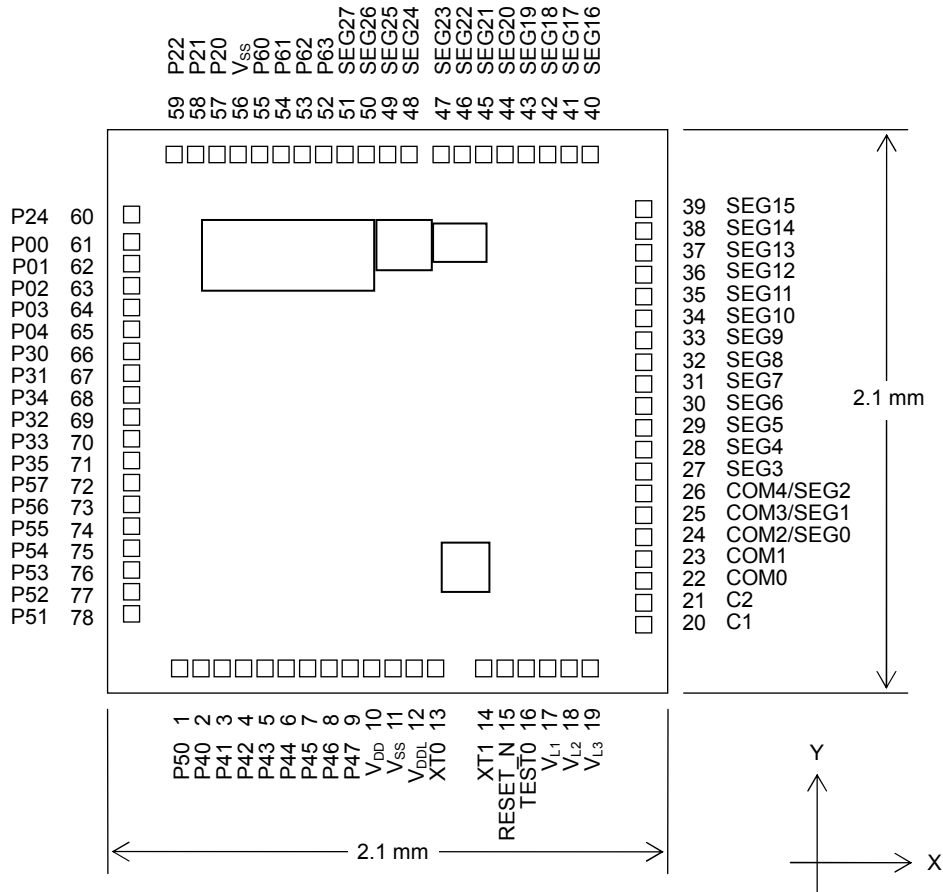 59 P22
58 P21
57 P20
56 VSS
55 P60
54 P61
53 P62
52 P63
51 SEG27
50 SEG26
49 SEG25
48 SEG24
47 SEG23
46 SEG22
45 SEG21
44 SEG20
43 SEG19
42 SEG18
41 SEG17
40 SEG16
P24 60
P00 61
P01 62
P02 63
P03 64
P04 65
P30 66
P31 67
P34 68
P32 69
P33 70
P35 71
P57 72
P56 73
P55 74
P54 75
P53 76
P52 77
P51 78
39 SEG15
38 SEG14
37 SEG13
36 SEG12
35 SEG11
34 SEG10
33 SEG9
32 SEG8
31 SEG7
30 SEG6
29 SEG5
28 SEG4
27 SEG3
26 COM4/SEG2
25 COM3/SEG1
24 COM2/SEG0
23 COM1
22 COM0
21 C2
20 C1
2.1 mm
P50 1
P40 2
P41 3
P42 4
P43 5
P44 6
P45 7
P46 8
P47 9
VDD 10
VSS 11
VDDL 12
XT0 13
XT1 14
RESET_N 15
TEST0 16
VL1 17
VL2 18
VL3 19
2.1 mm
Y
X